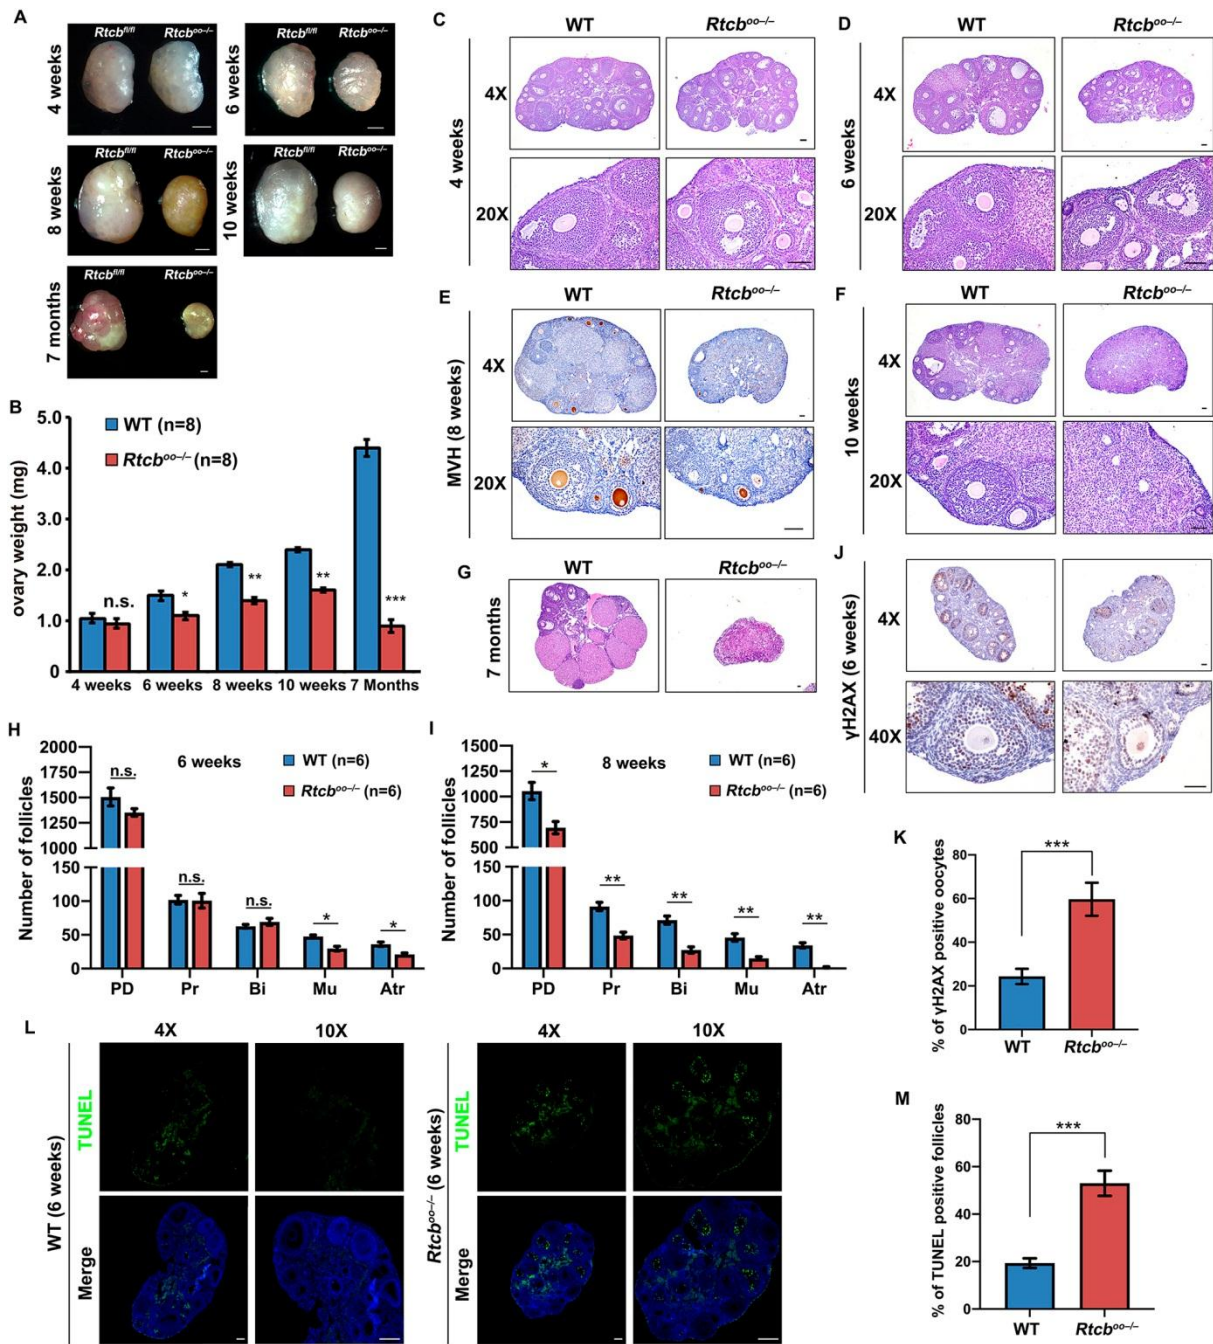 A
Rtcb^fl/fl Rtcb^oo−/−
4 weeks
Rtcb^fl/fl Rtcb^oo−/−
6 weeks
Rtcb^fl/fl Rtcb^oo−/−
8 weeks
Rtcb^fl/fl Rtcb^oo−/−
10 weeks
Rtcb^fl/fl Rtcb^oo−/−
7 months
B
WT (n=8)
Rtcb^oo−/− (n=8)
ovary weight (mg)
5.0
4.0
3.0
2.0
1.0
0
n.s.
*
**
**
***
4 weeks 6 weeks 8 weeks 10 weeks 7 Months
C
WT Rtcb^oo−/−
4X
20X
4 weeks
D
WT Rtcb^oo−/−
4X
20X
6 weeks
E
WT Rtcb^oo−/−
4X
20X
MVH (8 weeks)
F
WT Rtcb^oo−/−
4X
20X
10 weeks
G
WT Rtcb^oo−/−
7 months
J
4X
40X
γH2AX (6 weeks)
H
6 weeks
WT (n=6)
Rtcb^oo−/− (n=6)
Number of follicles
2000
1750
1500
1250
1000
150
100
50
0
n.s.
n.s.
n.s.
*
*
PD Pr Bi Mu Atr
I
8 weeks
WT (n=6)
Rtcb^oo−/− (n=6)
Number of follicles
1500
1250
1000
750
500
150
100
50
0
*
**
**
**
**
PD Pr Bi Mu Atr
K
% of γH2AX positive oocytes
80
60
40
20
0
***
WT Rtcb^oo−/−
L
4X 10X
WT (6 weeks)
TUNEL
Merge
4X 10X
Rtcb^oo−/− (6 weeks)
TUNEL
Merge
M
% of TUNEL positive follicles
80
60
40
20
0
***
WT Rtcb^oo−/−